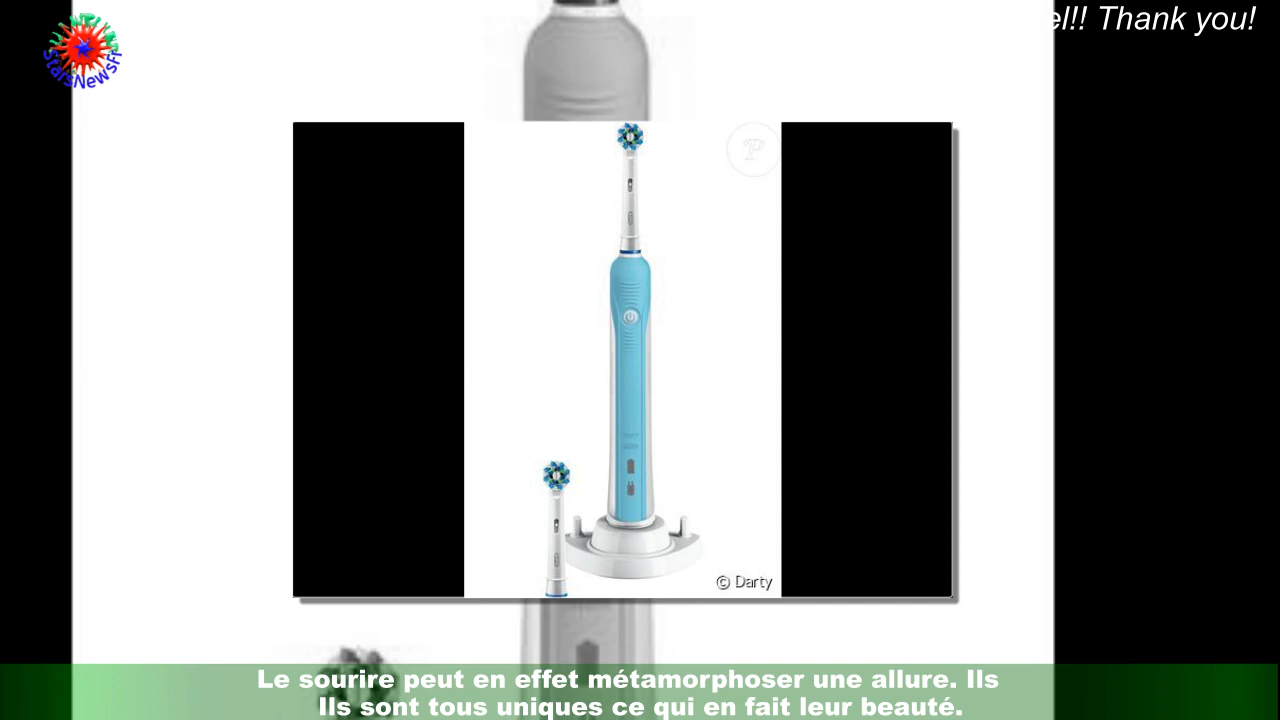 el!! Thank you!
StarsNewsFr
P
© Darty
Le sourire peut en effet métamorphoser une allure. Ils
Ils sont tous uniques ce qui en fait leur beauté.